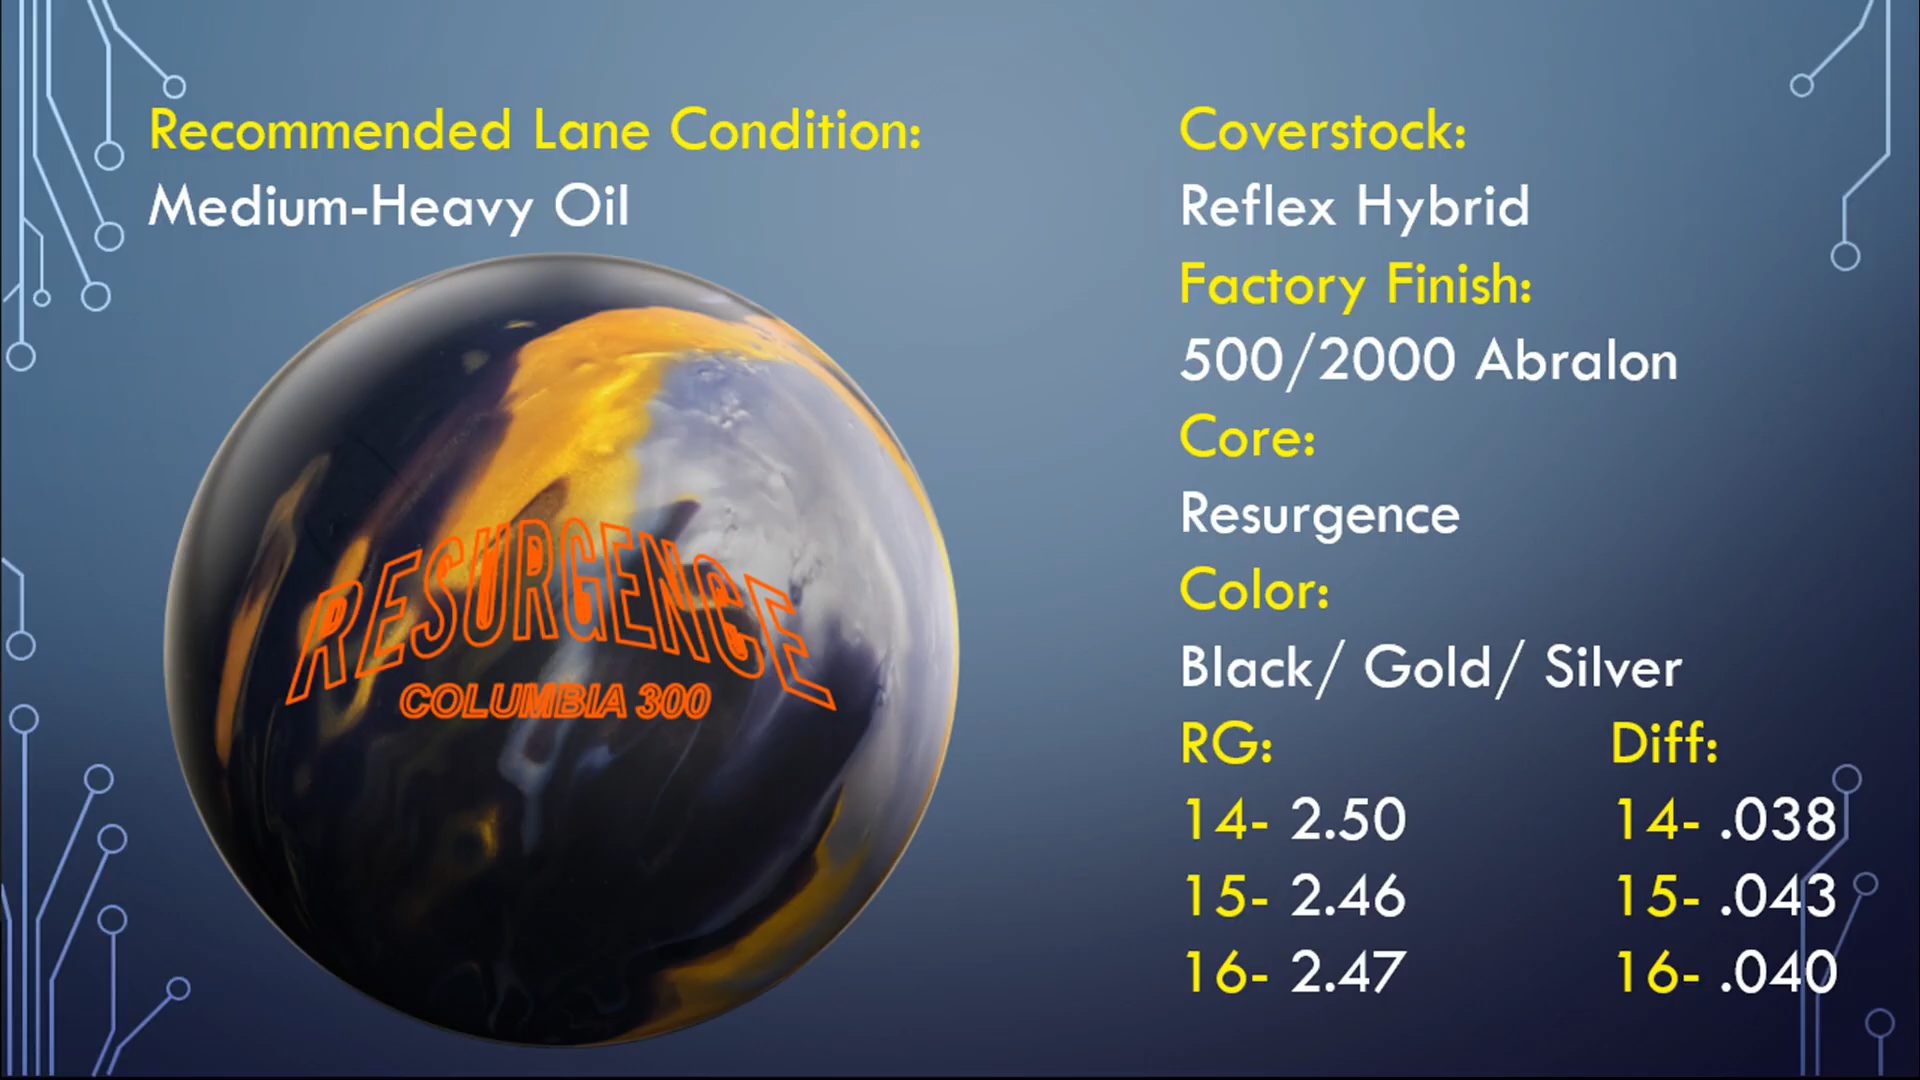 Recommended Lane Condition:
Medium-Heavy Oil
RESURGENCE
COLUMBIA 300
Coverstock:
Reflex Hybrid
Factory Finish:
500/2000 Abralon
Core:
Resurgence
Color:
Black/ Gold/ Silver
RG: Diff:
14- 2.50 14- .038
15- 2.46 15- .043
16- 2.47 16- .040